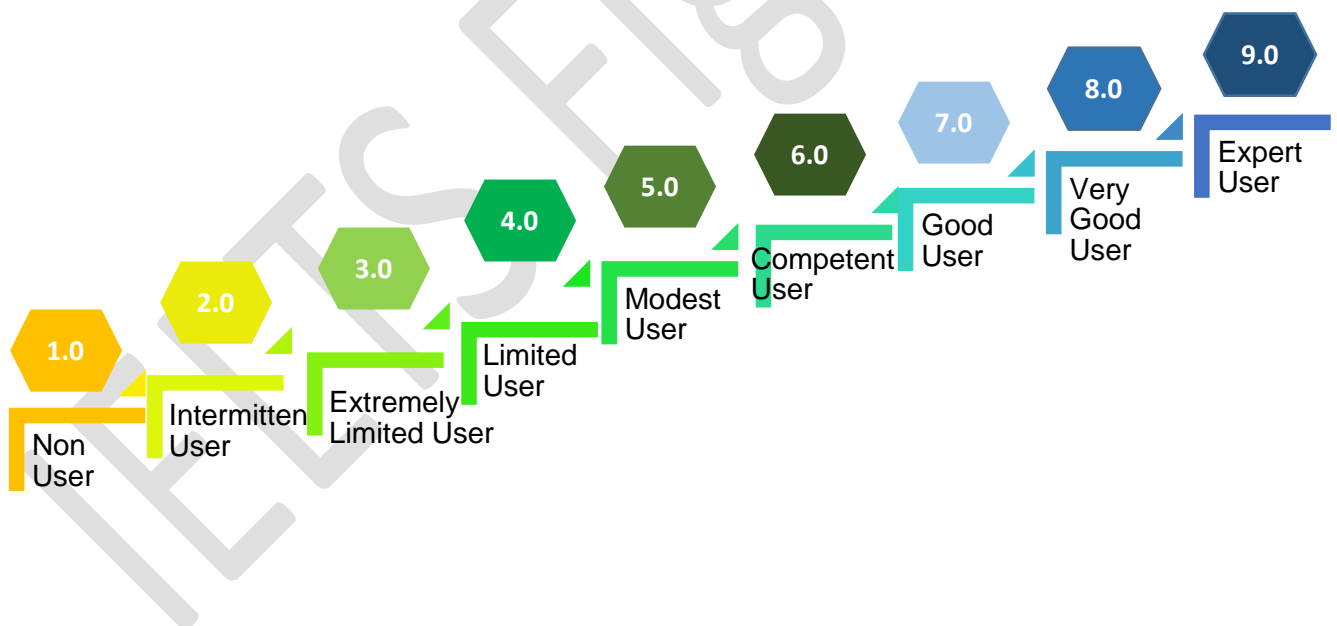 1.0
Non
User
2.0
Intermitten
User
3.0
Extremely
Limited User
4.0
Limited
User
5.0
Modest
User
6.0
Competent
User
7.0
Good
User
8.0
Very
Good
User
9.0
Expert
User
IELTS